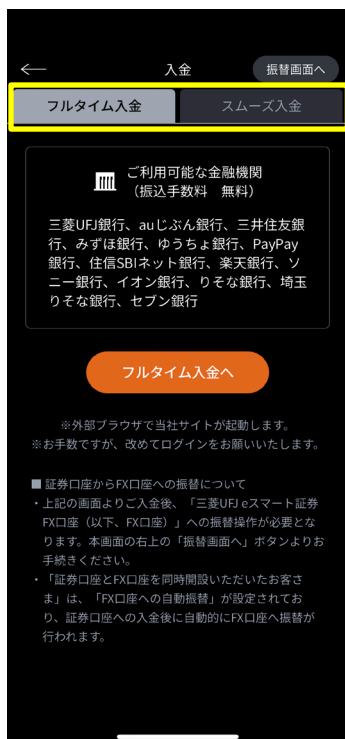 ←
入金
振替画面へ
フルタイム入金
スムーズ入金
ご利用可能な金融機関
（振込手数料　無料）
三菱UFJ銀行、auじぶん銀行、三井住友銀
行、みずほ銀行、ゆうちょ銀行、PayPay
銀行、住信SBIネット銀行、楽天銀行、ソ
ニー銀行、イオン銀行、りそな銀行、埼玉
りそな銀行、セブン銀行
フルタイム入金へ
※外部ブラウザで当社サイトが起動します。
※お手数ですが、改めてログインをお願いいたします。
■ 証券口座からFX口座への振替について
・上記の画面よりご入金後、「三菱UFJ eスマート証券
FX口座（以下、FX口座）」への振替操作が必要とな
ります。本画面の右上の「振替画面へ」ボタンよりお
手続きください。
・「証券口座とFX口座を同時開設いただいたお客さ
ま」は、「FX口座への自動振替」が設定されてお
り、証券口座への入金後に自動的にFX口座へ振替が
行われます。